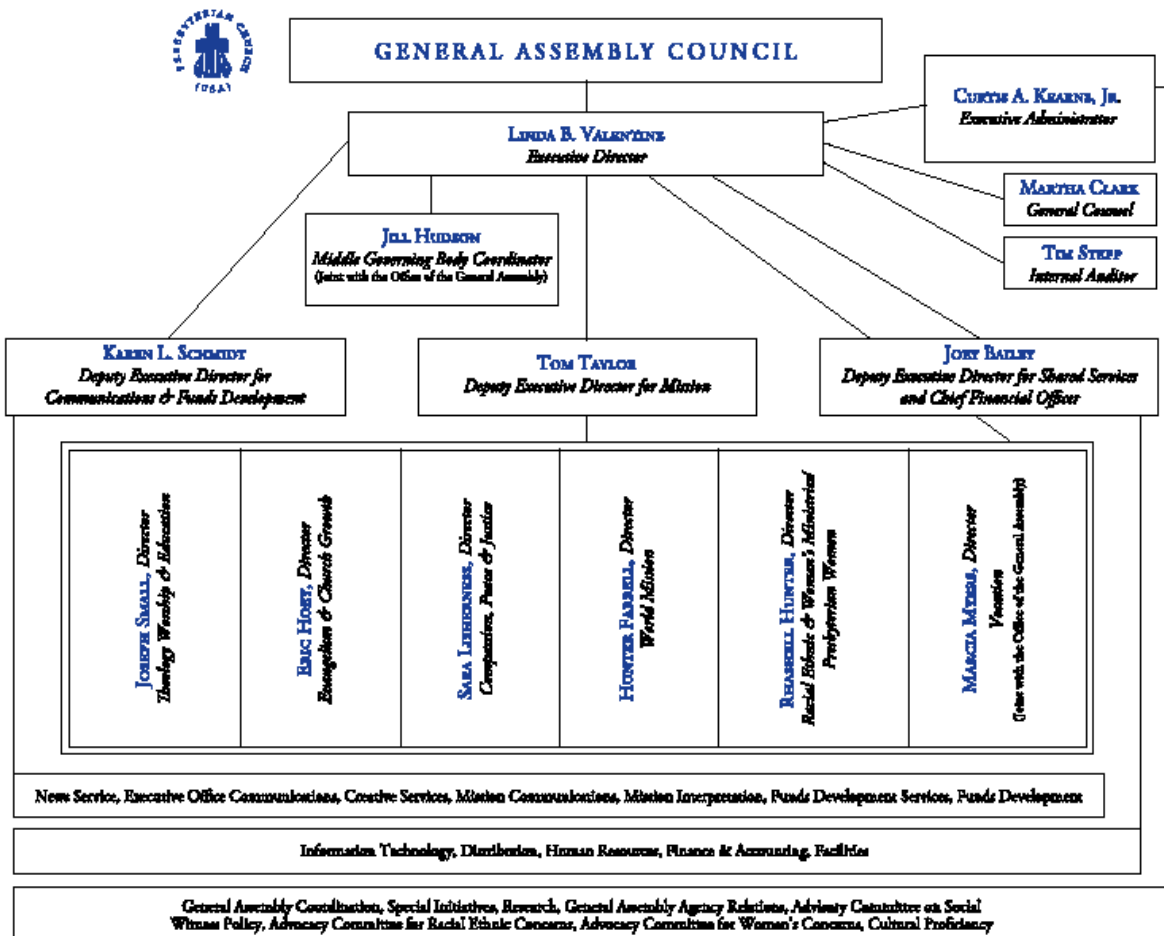 PRESBYTERIAN CHURCH
(USA)
GENERAL ASSEMBLY COUNCIL
CURTIS A. KEARNS, JR.
Executive Administrator
LINDA B. VALENTINE
Executive Director
MARTHA CLARK
General Counsel
JILL HUDSON
Middle Governing Body Coordinator
(Joint with the Office of the General Assembly)
TIM STEPP
Internal Auditor
KAREN L. SCHMIDT
Deputy Executive Director for
Communications & Funds Development
TOM TAYLOR
Deputy Executive Director for Mission
JOEY BAILEY
Deputy Executive Director for Shared Services
and Chief Financial Officer
JOSEPH SMALL, Director
Theology Worship & Education
ERIC HOEY, Director
Evangelism & Church Growth
SARA LISHERNESS, Director
Compassion, Peace & Justice
HUNTER FARRELL, Director
World Mission
RHASHELL HUNTER, Director
Racial Ethnic & Women's Ministries/
Presbyterian Women
MARCIA MYERS, Director
Vocation
(Joint with the Office of the General Assembly)
News Service, Executive Office Communications, Creative Services, Mission Communications, Mission Interpretation, Funds Development Services, Funds Development
Information Technology, Distribution, Human Resources, Finance & Accounting, Facilities
General Assembly Coordination, Special Initiatives, Research, General Assembly Agency Relations, Advisory Committee on Social
Witness Policy, Advocacy Committee for Racial Ethnic Concerns, Advocacy Committee for Women's Concerns, Cultural Proficiency